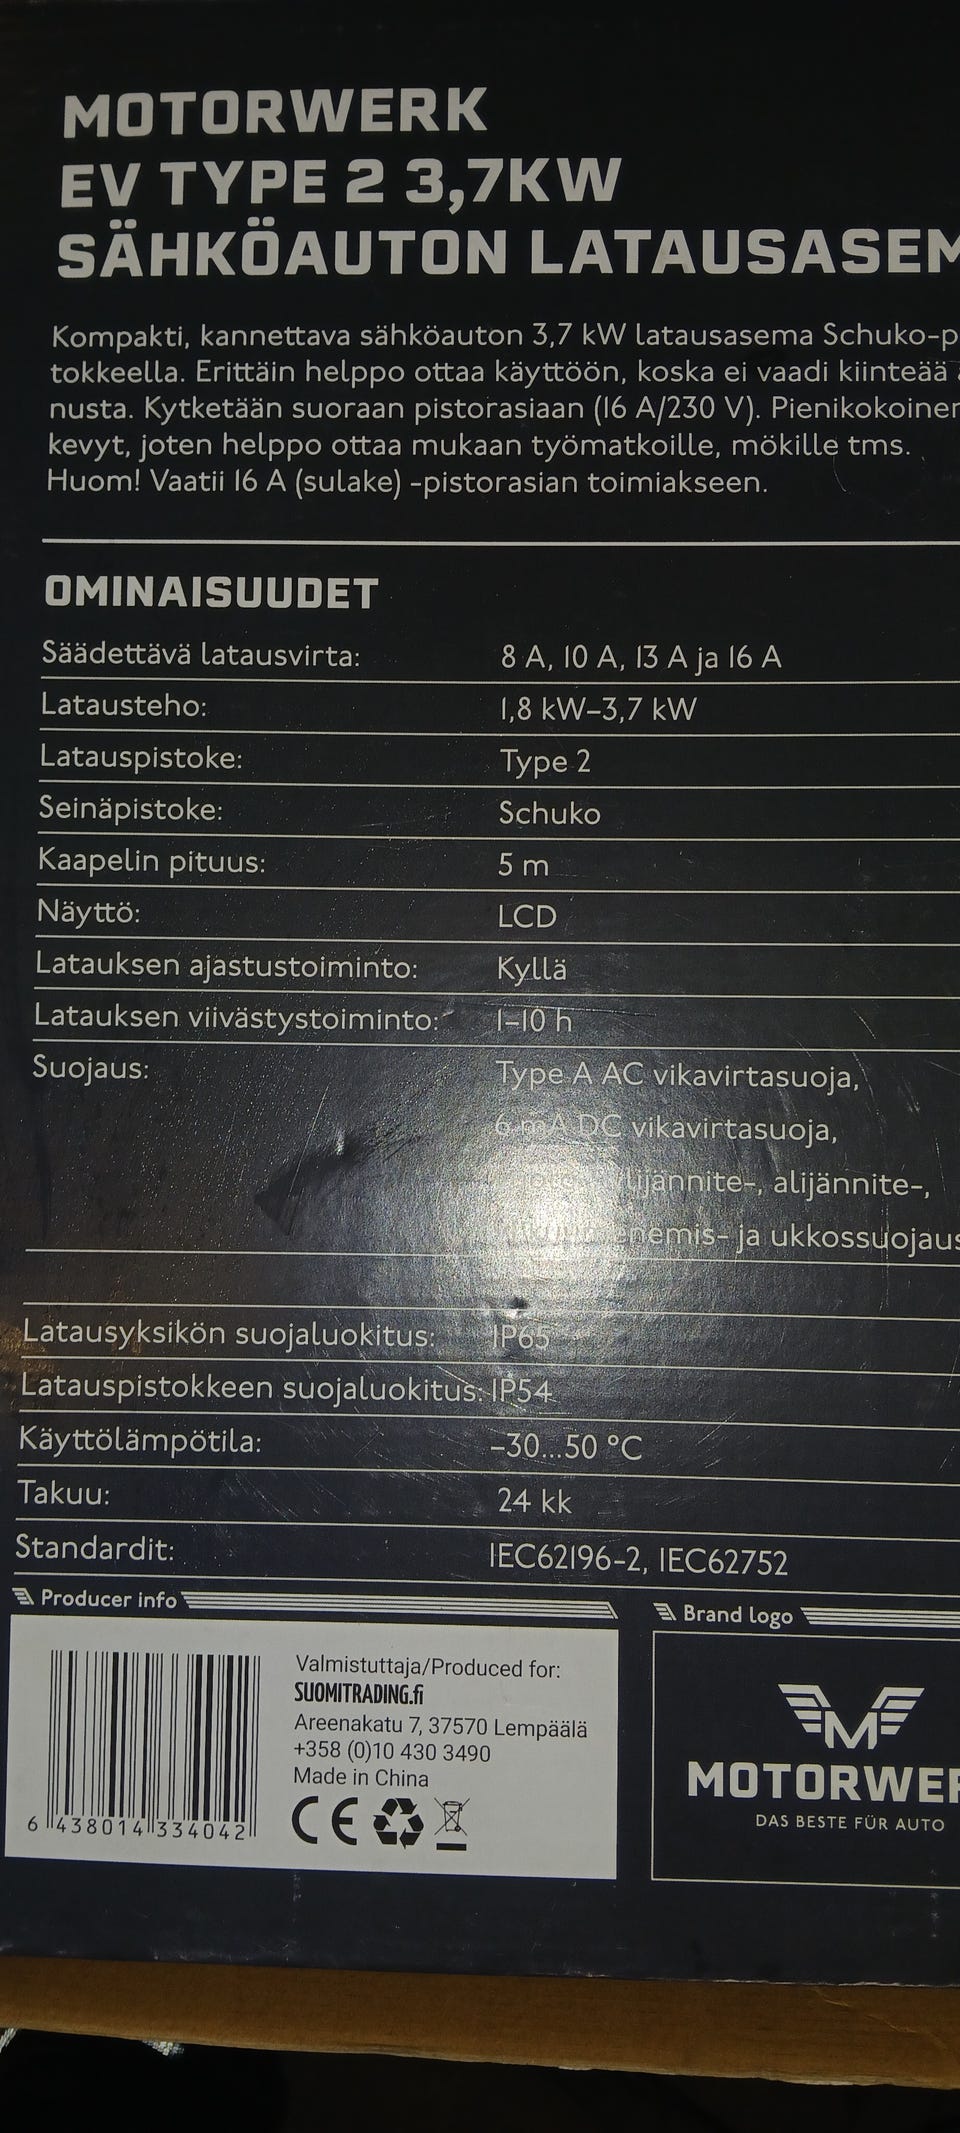 MOTORWERK
EV TYPE 2 3,7KW
SÄHKÖAUTON LATAUSASEM
Kompakti, kannettava sähköauton 3,7 kW latausasema Schuko-p
tokkeella. Erittäin helppo ottaa käyttöön, koska ei vaadi kiinteää
nusta. Kytketään suoraan pistorasiaan (16 A/230 V). Pienikokoinen
kevyt, joten helppo ottaa mukaan työmatkoille, mökille tms.
Huom! Vaatii 16 A (sulake) -pistorasian toimiakseen.
OMINAISUUDET
Säädettävä latausvirta: 8 A, 10 A, 13 A ja 16 A
Latausteho: 1,8 kW–3,7 kW
Latauspistoke: Type 2
Seinäpistoke: Schuko
Kaapelin pituus: 5 m
Näyttö: LCD
Latauksen ajastustoiminto: Kyllä
Latauksen viivästystoiminto: 1–10 h
Suojaus: Type A AC vikavirtasuoja,
6 mA DC vikavirtasuoja,
ylijännite-, alijännite-,
ja ukkossuojaus
Latausyksikön suojaluokitus: IP65
Latauspistokkeen suojaluokitus: IP54
Käyttölämpötila: –30...50 °C
Takuu: 24 kk
Standardit: IEC62196-2, IEC62752
Producer info
Brand logo
Valmistuttaja/Produced for:
SUOMITRADING.fi
Areenakatu 7, 37570 Lempäälä
+358 (0)10 430 3490
Made in China
CE
6 438014 334042
M
MOTORWER
DAS BESTE FÜR AUTO